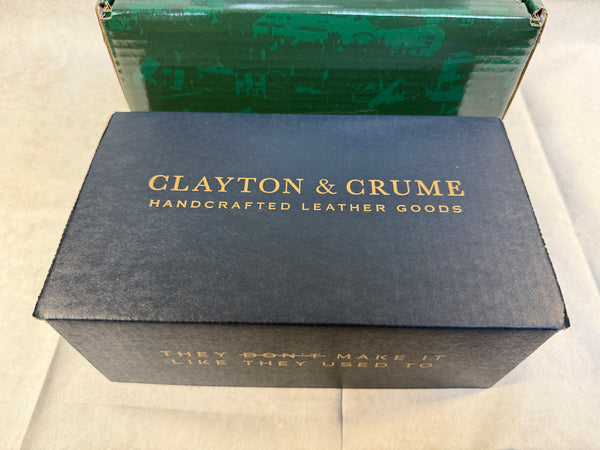 CLAYTON & CRUME
HANDCRAFTED LEATHER GOODS
THEY DON'T MAKE IT
LIKE THEY USED TO